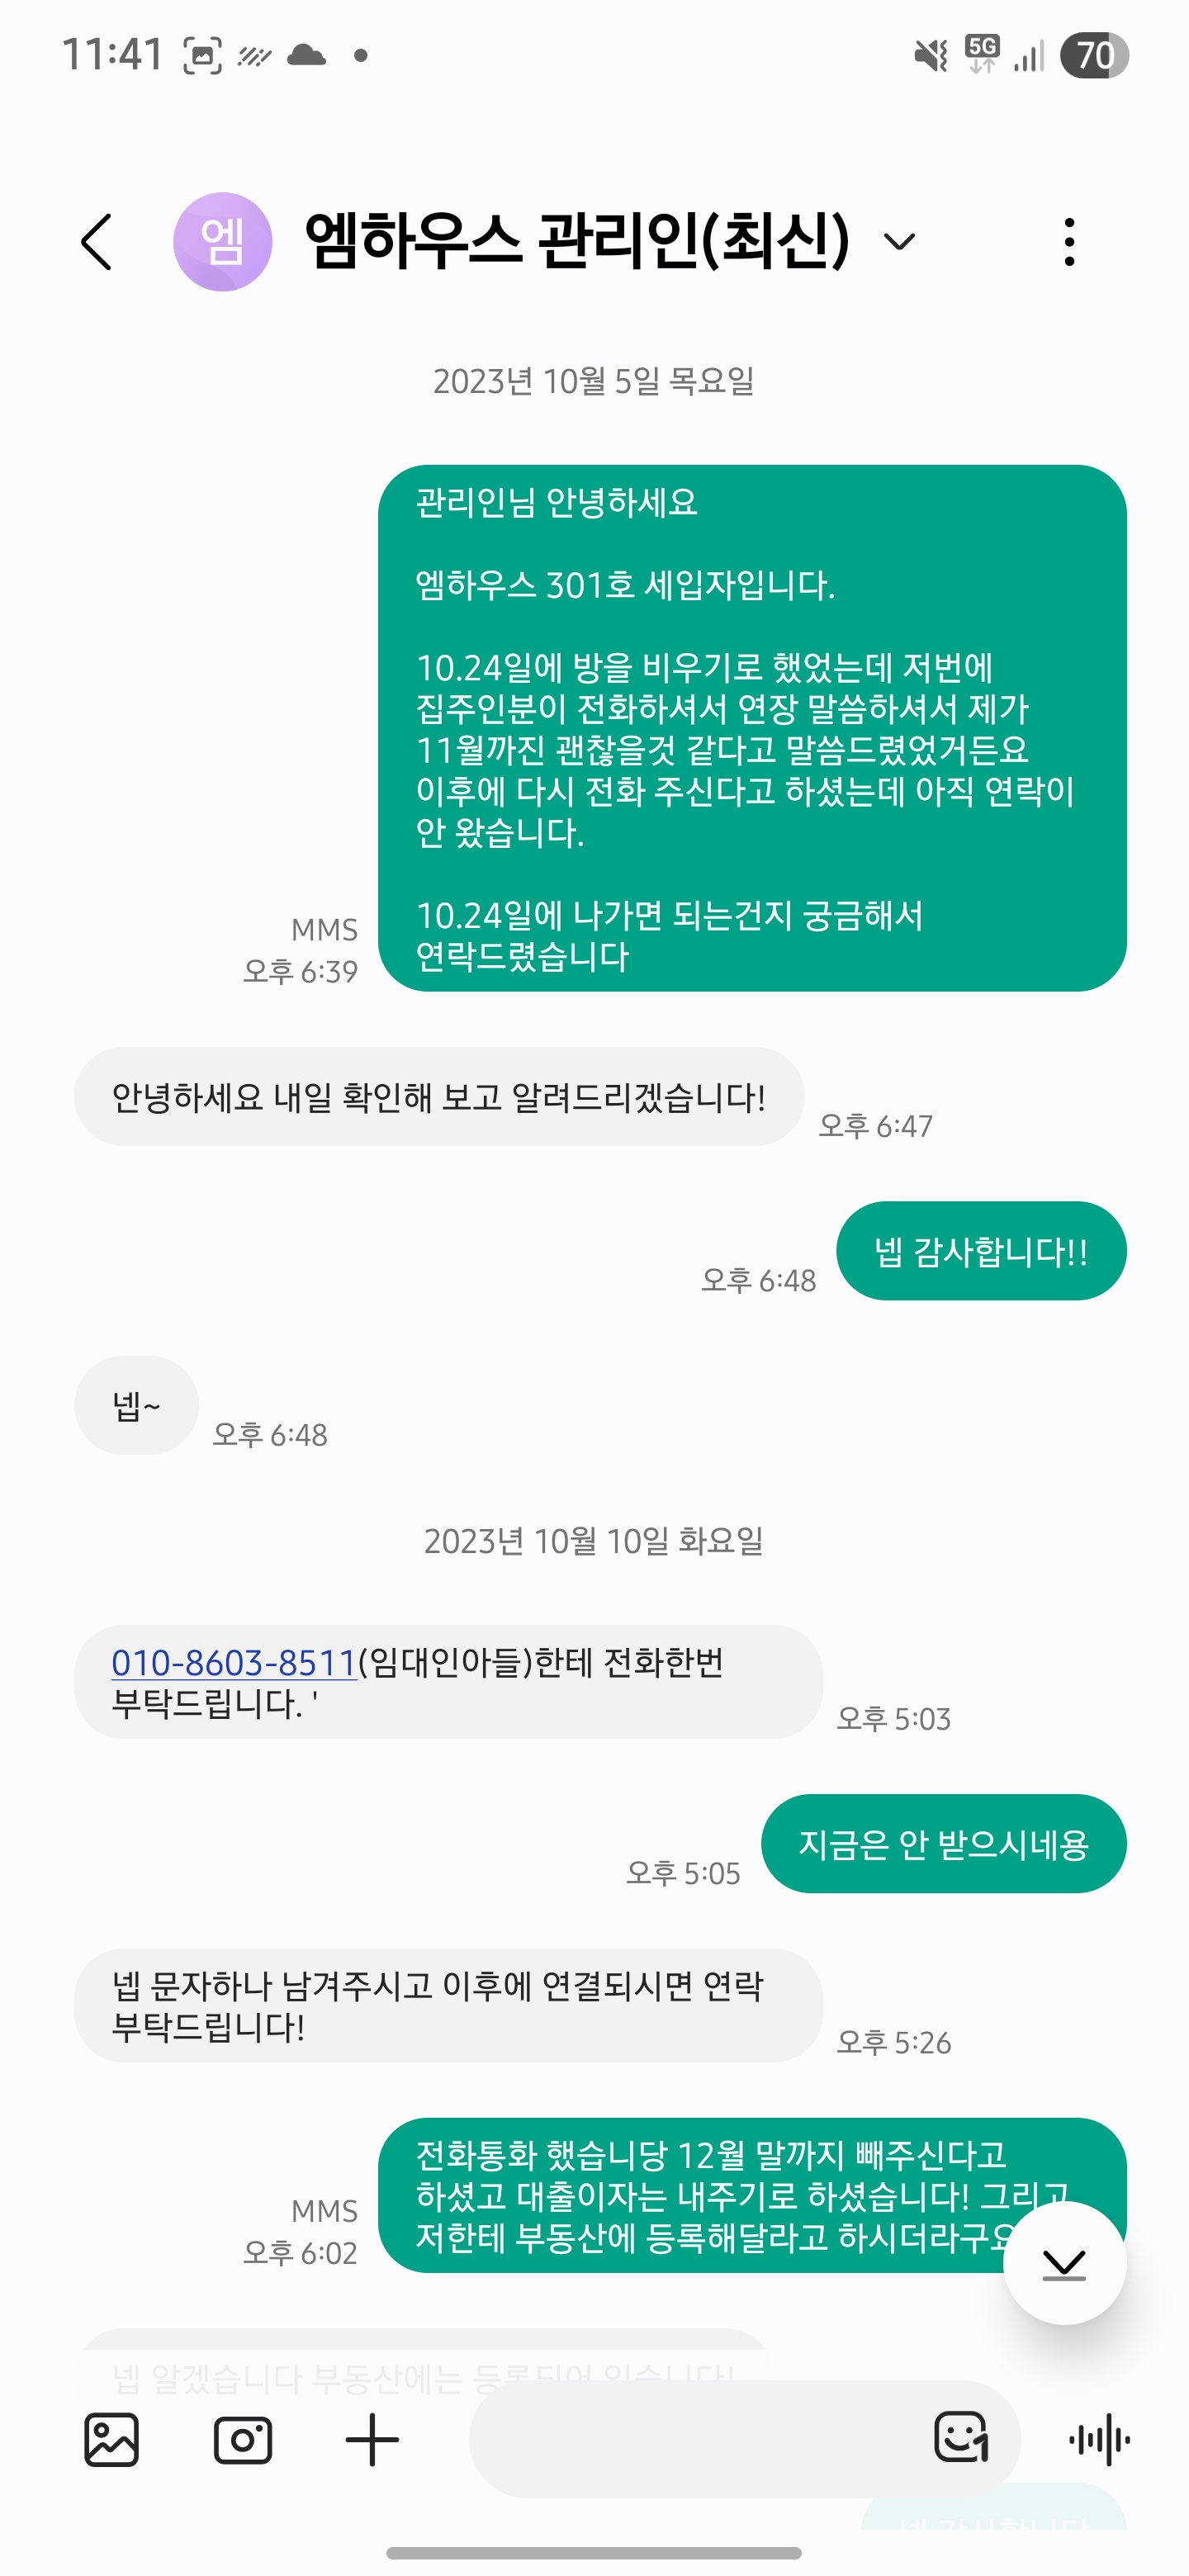 11:41
5G
70
엠
엠하우스 관리인(최신)
2023년 10월 5일 목요일
관리인님 안녕하세요
엠하우스 301호 세입자입니다.
10.24일에 방을 비우기로 했었는데 저번에
집주인분이 전화하셔서 연장 말씀하셔서 제가
11월까진 괜찮을것 같다고 말씀드렸었거든요
이후에 다시 전화 주신다고 하셨는데 아직 연락이
안 왔습니다.
10.24일에 나가면 되는건지 궁금해서
연락드렸습니다
MMS
오후 6:39
안녕하세요 내일 확인해 보고 알려드리겠습니다!
오후 6:47
넵 감사합니다!!
오후 6:48
넵~
오후 6:48
2023년 10월 10일 화요일
010-8603-8511(임대인아들)한테 전화한번
부탁드립니다. '
오후 5:03
지금은 안 받으시네용
오후 5:05
넵 문자하나 남겨주시고 이후에 연결되시면 연락
부탁드립니다!
오후 5:26
전화통화 했습니당 12월 말까지 빼주신다고
하셨고 대출이자는 내주기로 하셨습니다! 그리고
저한테 부동산에 등록해달라고 하시더라구요
MMS
오후 6:02
넵 알겠습니다 부동산에는 등록되어 있습니다!